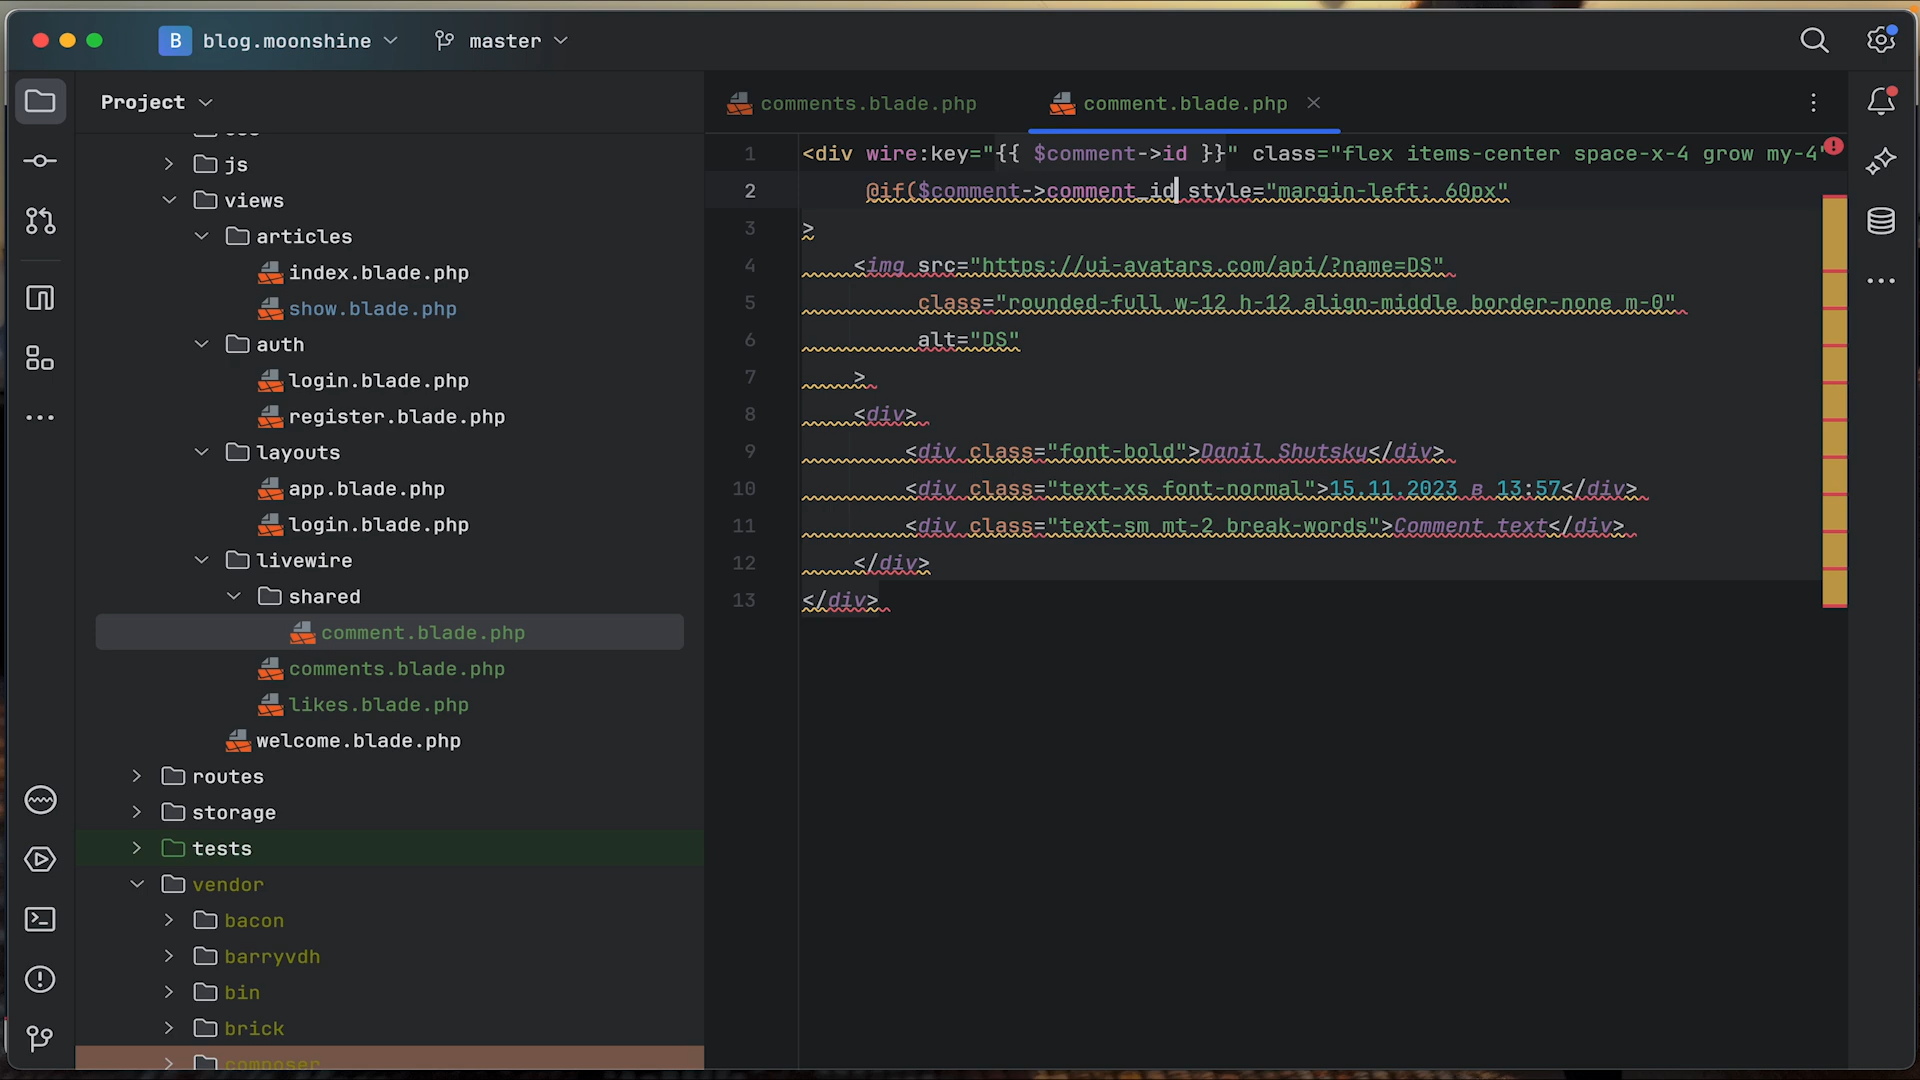 B blog.moonshine master
Project
js
views
articles
index.blade.php
show.blade.php
auth
login.blade.php
register.blade.php
layouts
app.blade.php
login.blade.php
livewire
shared
comment.blade.php
comments.blade.php
likes.blade.php
welcome.blade.php
routes
storage
tests
vendor
bacon
barryvdh
bin
brick
composer
comments.blade.php comment.blade.php
1 <div wire:key="{{ $comment->id }}" class="flex items-center space-x-4 grow my-4"
2 @if($comment->comment_id style="margin-left: 60px"
3 >
4 <img src="https://ui-avatars.com/api/?name=DS"
5 class="rounded-full w-12 h-12 align-middle border-none m-0"
6 alt="DS"
7 >
8 <div>
9 <div class="font-bold">Danil Shutsky</div>
10 <div class="text-xs font-normal">15.11.2023 в 13:57</div>
11 <div class="text-sm mt-2 break-words">Comment text</div>
12 </div>
13 </div>